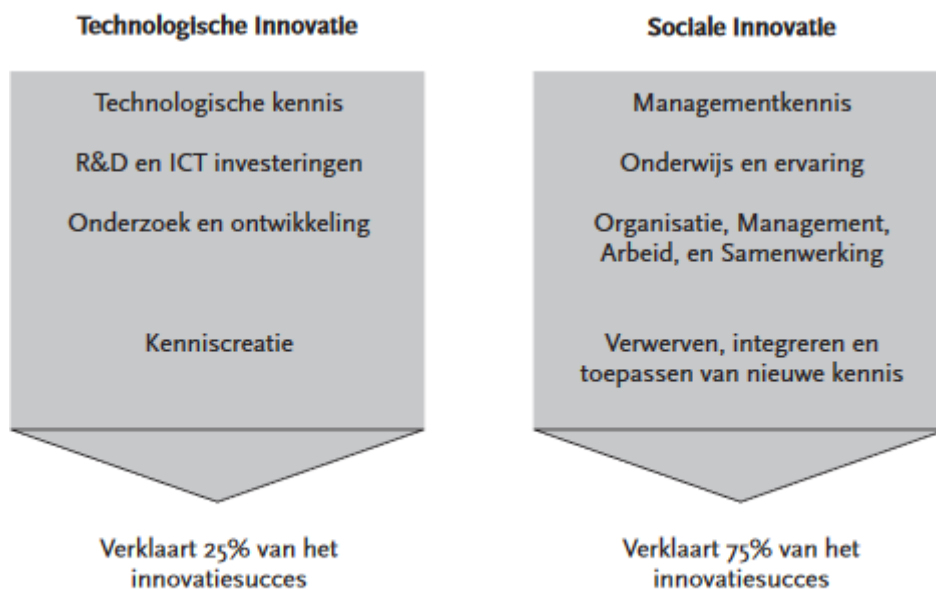 Technologische Innovatie
Technologische kennis
R&D en ICT investeringen
Onderzoek en ontwikkeling
Kenniscreatie
Verklaart 25% van het
innovatiesucces
Sociale Innovatie
Managementkennis
Onderwijs en ervaring
Organisatie, Management,
Arbeid, en Samenwerking
Verwerven, integreren en
toepassen van nieuwe kennis
Verklaart 75% van het
innovatiesucces